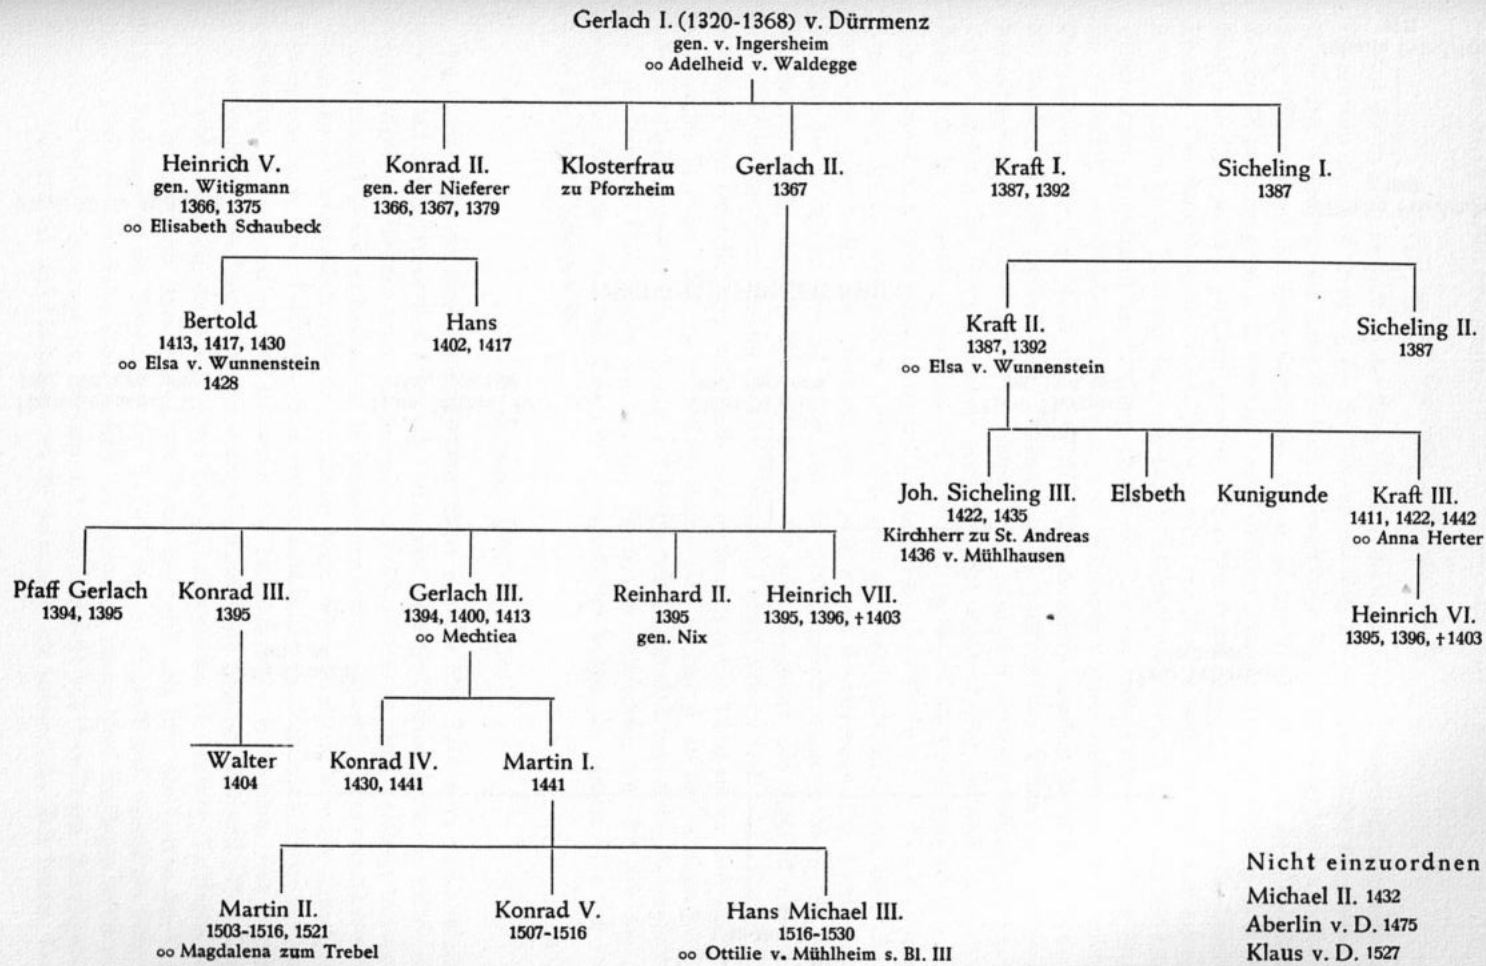 Gerlach I. (1320-1368) v. Dürrmenz
gen. v. Ingersheim
oo Adelheid v. Waldegge
Heinrich V.
gen. Witigmann
1366, 1375
oo Elisabeth Schaubeck
Konrad II.
gen. der Nieferer
1366, 1367, 1379
Klosterfrau
zu Pforzheim
Gerlach II.
1367
Kraft I.
1387, 1392
Sicheling I.
1387
Bertold
1413, 1417, 1430
oo Elsa v. Wunnenstein
1428
Hans
1402, 1417
Kraft II.
1387, 1392
oo Elsa v. Wunnenstein
Sicheling II.
1387
Joh. Sicheling III.
1422, 1435
Kirchherr zu St. Andreas
1436 v. Mühlhausen
Elsbeth
Kunigunde
Kraft III.
1411, 1422, 1442
oo Anna Herter
Pfaff Gerlach
1394, 1395
Konrad III.
1395
Gerlach III.
1394, 1400, 1413
oo Mechtiea
Reinhard II.
1395
gen. Nix
Heinrich VII.
1395, 1396, †1403
Heinrich VI.
1395, 1396, †1403
Walter
1404
Konrad IV.
1430, 1441
Martin I.
1441
Martin II.
1503-1516, 1521
oo Magdalena zum Trebel
Konrad V.
1507-1516
Hans Michael III.
1516-1530
oo Ottilie v. Mühlheim s. Bl. III
Nicht einzuordnen
Michael II. 1432
Aberlin v. D. 1475
Klaus v. D. 1527